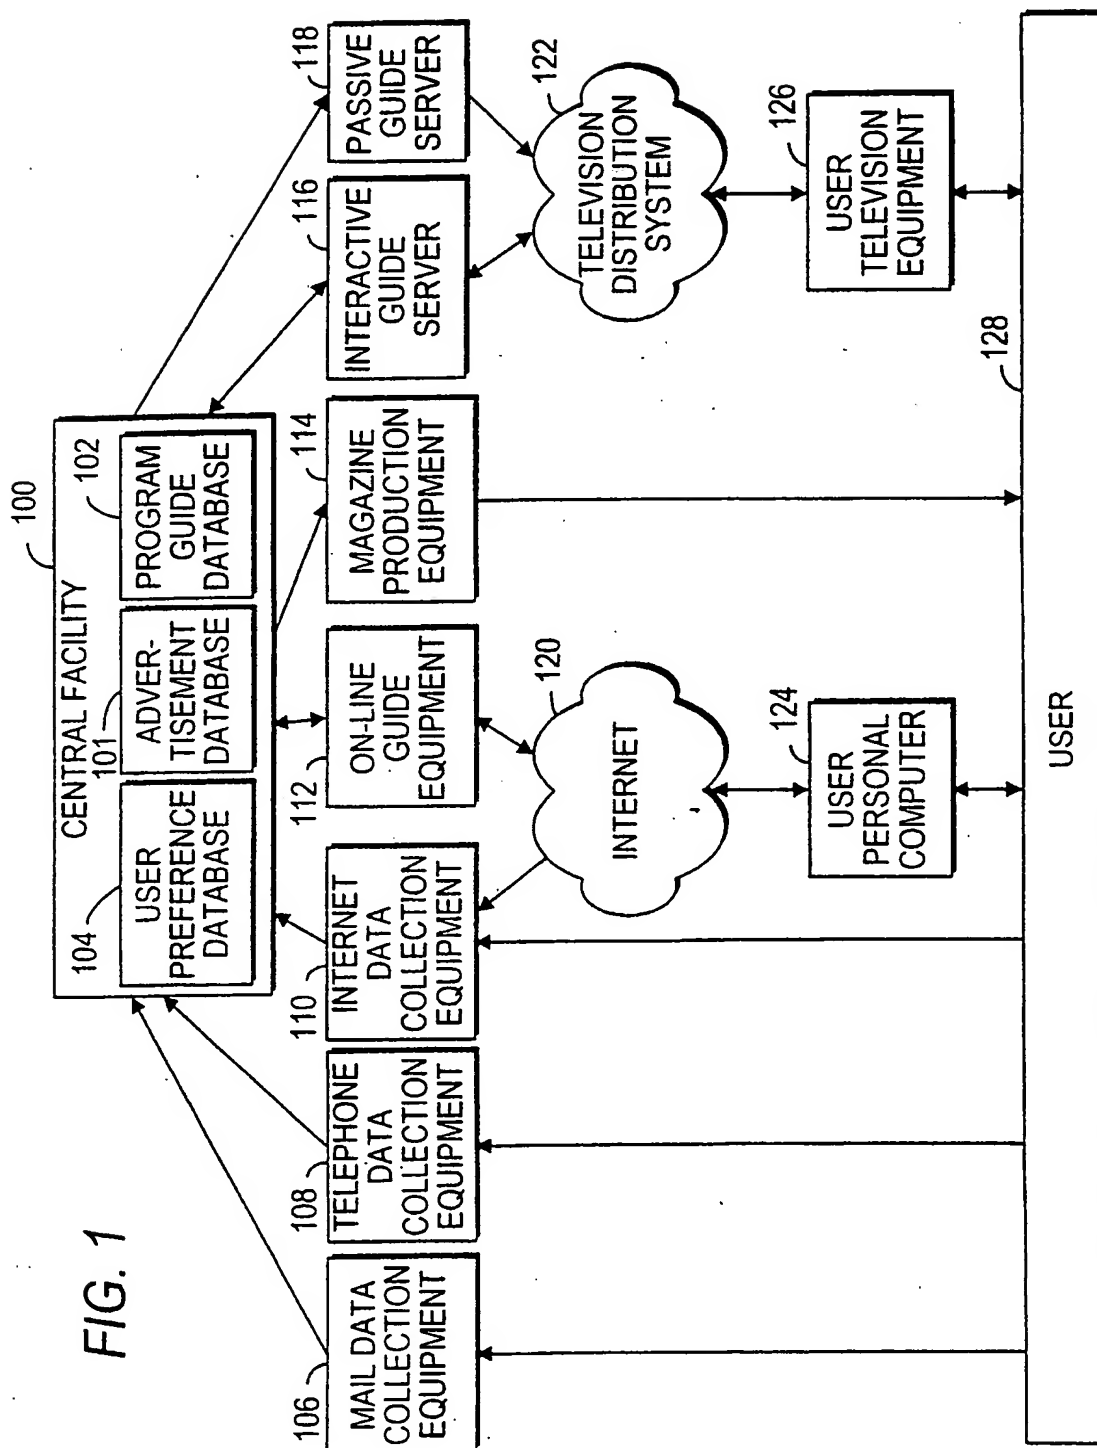 FIG. 1
100
CENTRAL FACILITY
104
USER
PREFERENCE
DATABASE
101
ADVER-
TISEMENT
DATABASE
102
PROGRAM
GUIDE
DATABASE
106
MAIL DATA
COLLECTION
EQUIPMENT
108
TELEPHONE
DATA
COLLECTION
EQUIPMENT
110
INTERNET
DATA
COLLECTION
EQUIPMENT
112
ON-LINE
GUIDE
EQUIPMENT
114
MAGAZINE
PRODUCTION
EQUIPMENT
116
INTERACTIVE
GUIDE
SERVER
118
PASSIVE
GUIDE
SERVER
120
INTERNET
122
TELEVISION
DISTRIBUTION
SYSTEM
124
USER
PERSONAL
COMPUTER
126
USER
TELEVISION
EQUIPMENT
128
USER